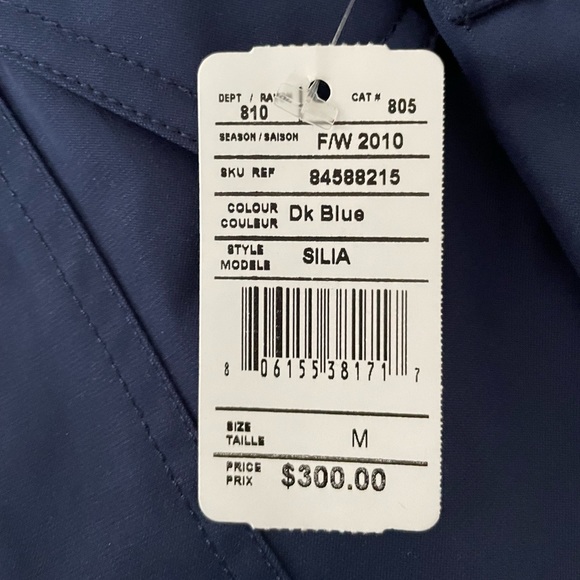 DEPT / RAYON 810 CAT # 805
SEASON / SAISON F/W 2010
SKU REF 84588215
COLOUR
COULEUR Dk Blue
STYLE
MODELE SILIA
8 06155 38171 7
SIZE
TAILLE M
PRICE
PRIX $300.00